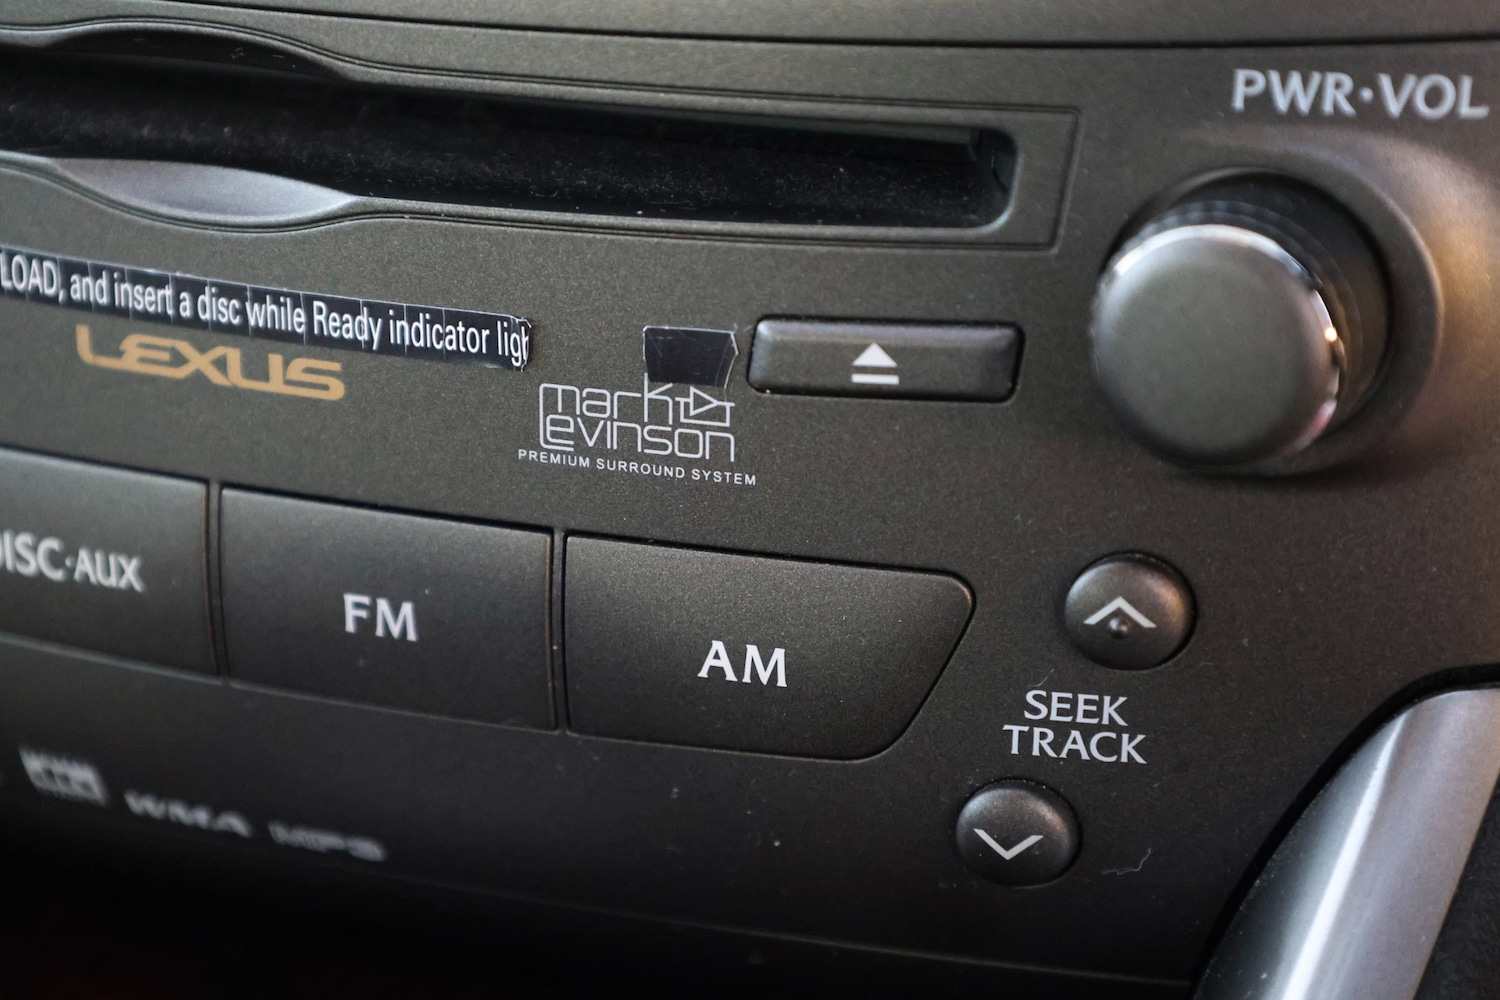 PWR·VOL
LOAD, and insert a disc while Ready indicator ligh
LEXUS
mark
Levinson
PREMIUM SURROUND SYSTEM
DISC·AUX
FM
AM
SEEK
TRACK
WMA MP3